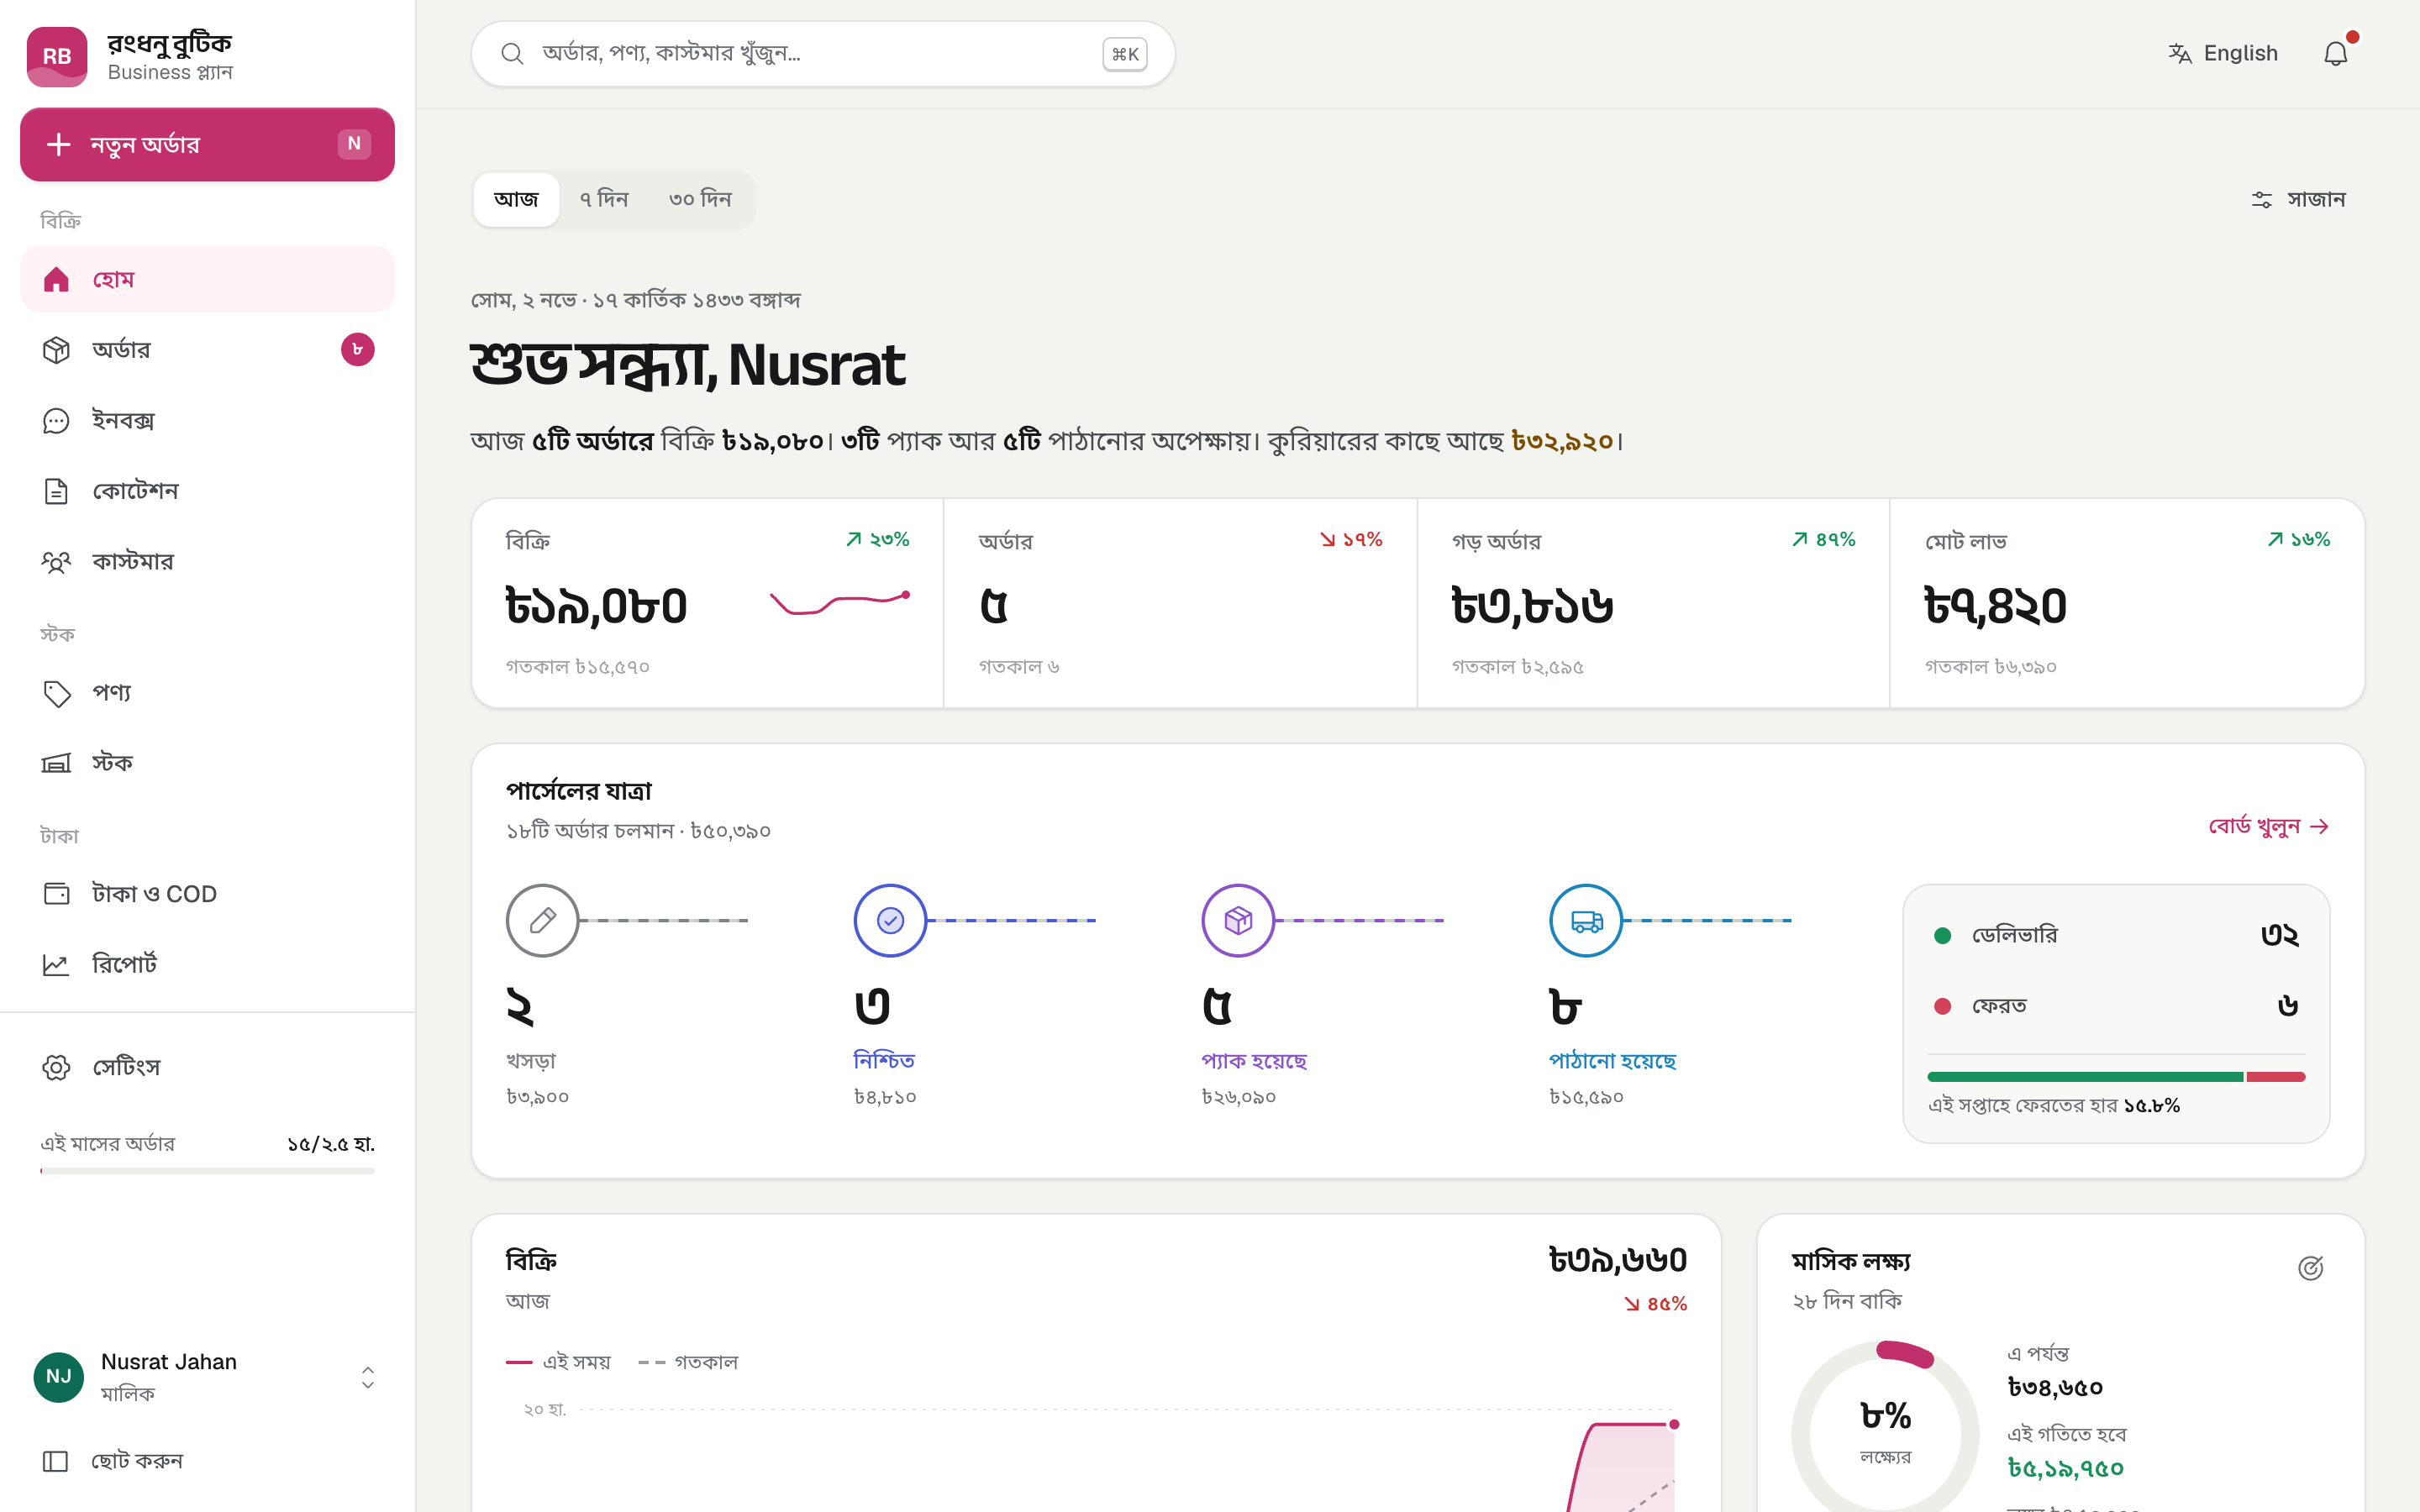 RB
রংধনু বুটিক
Business প্ল্যান
নতুন অর্ডার N
বিক্রি
হোম
অর্ডার ৮
ইনবক্স
কোটেশন
কাস্টমার
স্টক
পণ্য
স্টক
টাকা
টাকা ও COD
রিপোর্ট
সেটিংস
এই মাসের অর্ডার ১৫/২.৫ হা.
NJ
Nusrat Jahan
মালিক
ছোট করুন
অর্ডার, পণ্য, কাস্টমার খুঁজুন... ⌘K
English
আজ ৭ দিন ৩০ দিন
সাজান
সোম, ২ নভে · ১৭ কার্তিক ১৪৩৩ বঙ্গাব্দ
শুভ সন্ধ্যা, Nusrat
আজ ৫টি অর্ডারে বিক্রি ৳১৯,০৮০। ৩টি প্যাক আর ৫টি পাঠানোর অপেক্ষায়। কুরিয়ারের কাছে আছে ৳৩২,৯২০।
বিক্রি ২৩%
৳১৯,০৮০
গতকাল ৳১৫,৫৭০
অর্ডার ১৭%
৫
গতকাল ৬
গড় অর্ডার ৪৭%
৳৩,৮১৬
গতকাল ৳২,৫৯৫
মোট লাভ ১৬%
৳৭,৪২০
গতকাল ৳৬,৩৯০
পার্সেলের যাত্রা
১৮টি অর্ডার চলমান · ৳৫০,৩৯০
বোর্ড খুলুন →
২
খসড়া
৳৩,৯০০
৩
নিশ্চিত
৳৪,৮১০
৫
প্যাক হয়েছে
৳২৬,০৯০
৮
পাঠানো হয়েছে
৳১৫,৫৯০
ডেলিভারি ৩২
ফেরত ৬
এই সপ্তাহে ফেরতের হার ১৫.৮%
বিক্রি
আজ
৳৩৯,৬৬০
৪৫%
এই সময় গতকাল
২০ হা.
মাসিক লক্ষ্য
২৮ দিন বাকি
৮%
লক্ষ্যের
এ পর্যন্ত
৳৩৪,৬৫০
এই গতিতে হবে
৳৫,১৯,৭৫০